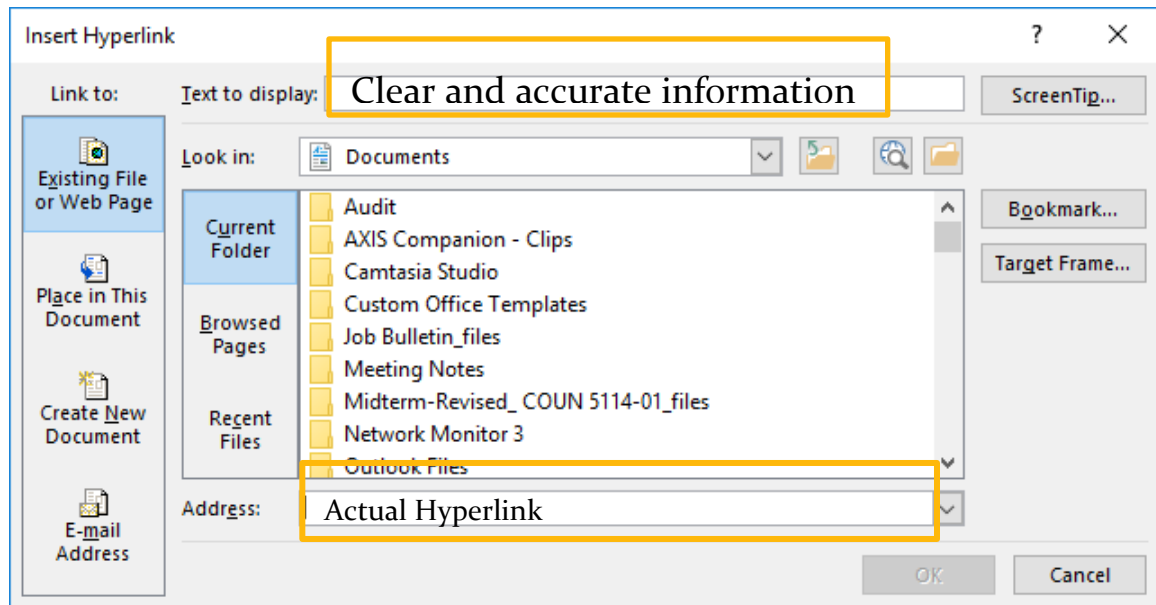 Insert Hyperlink
?
Link to:
Text to display:
Clear and accurate information
ScreenTip...
Existing File
or Web Page
Place in This
Document
Create New
Document
E-mail
Address
Look in:
Documents
Current
Folder
Browsed
Pages
Recent
Files
Audit
AXIS Companion - Clips
Camtasia Studio
Custom Office Templates
Job Bulletin_files
Meeting Notes
Midterm-Revised_ COUN 5114-01_files
Network Monitor 3
Outlook Files
Bookmark...
Target Frame...
Address:
Actual Hyperlink
OK
Cancel